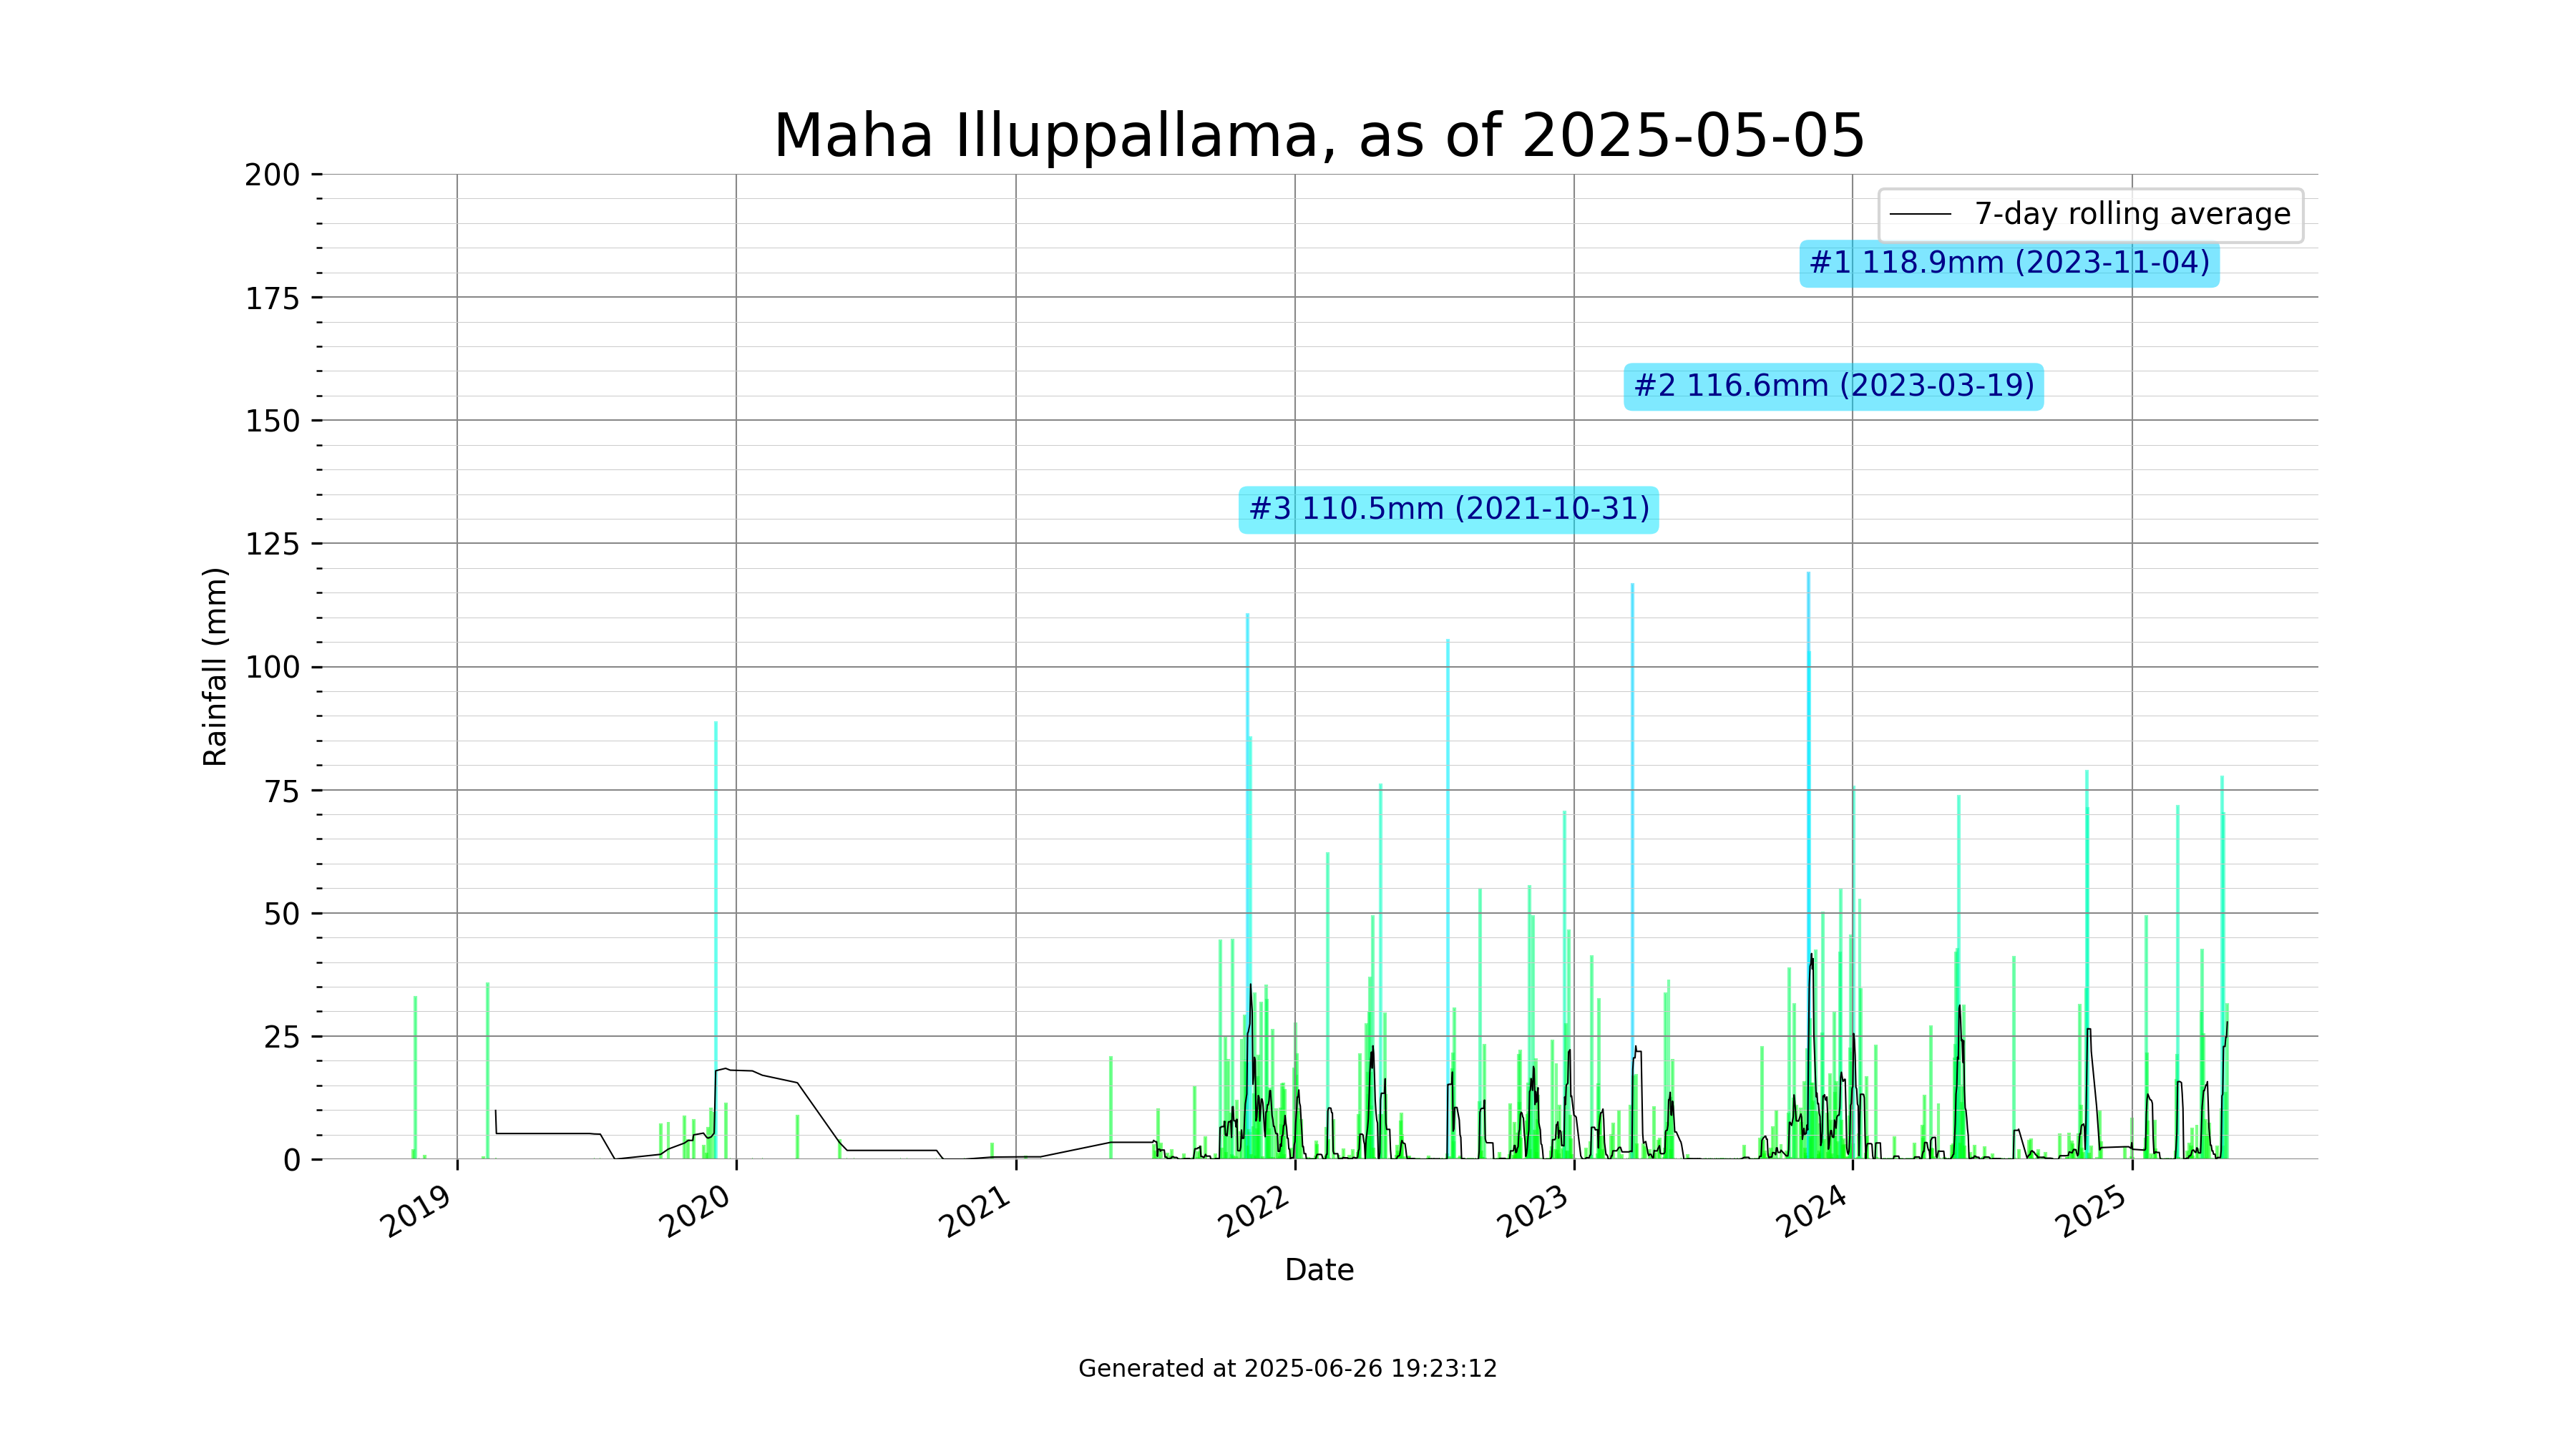 Maha Illuppallama, as of 2025-05-05
200
175
150
125
100
75
50
25
0
Rainfall (mm)
7-day rolling average
#1 118.9mm (2023-11-04)
#2 116.6mm (2023-03-19)
#3 110.5mm (2021-10-31)
2019
2020
2021
2022
2023
2024
2025
Date
Generated at 2025-06-26 19:23:12